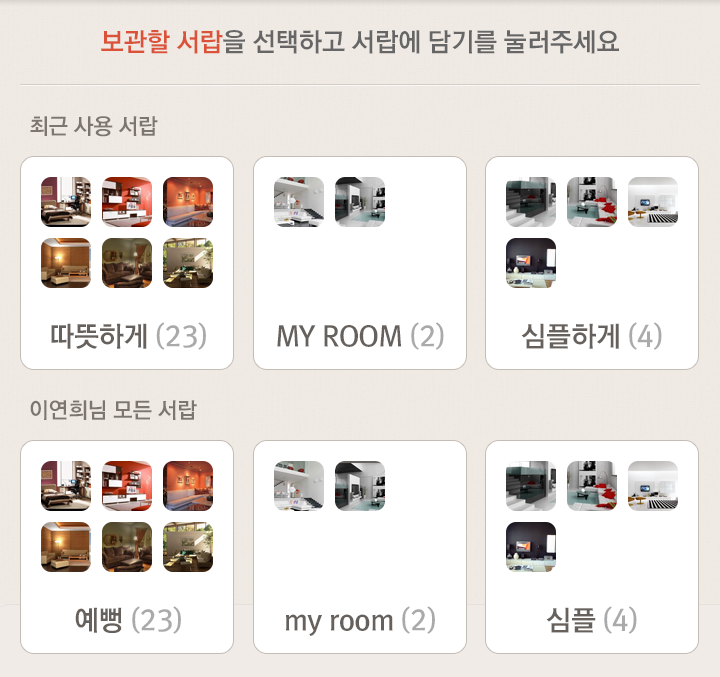 보관할 서랍을 선택하고 서랍에 담기를 눌러주세요
최근 사용 서랍
따뜻하게 (23)
MY ROOM (2)
심플하게 (4)
이연희님 모든 서랍
예뻥 (23)
my room (2)
심플 (4)